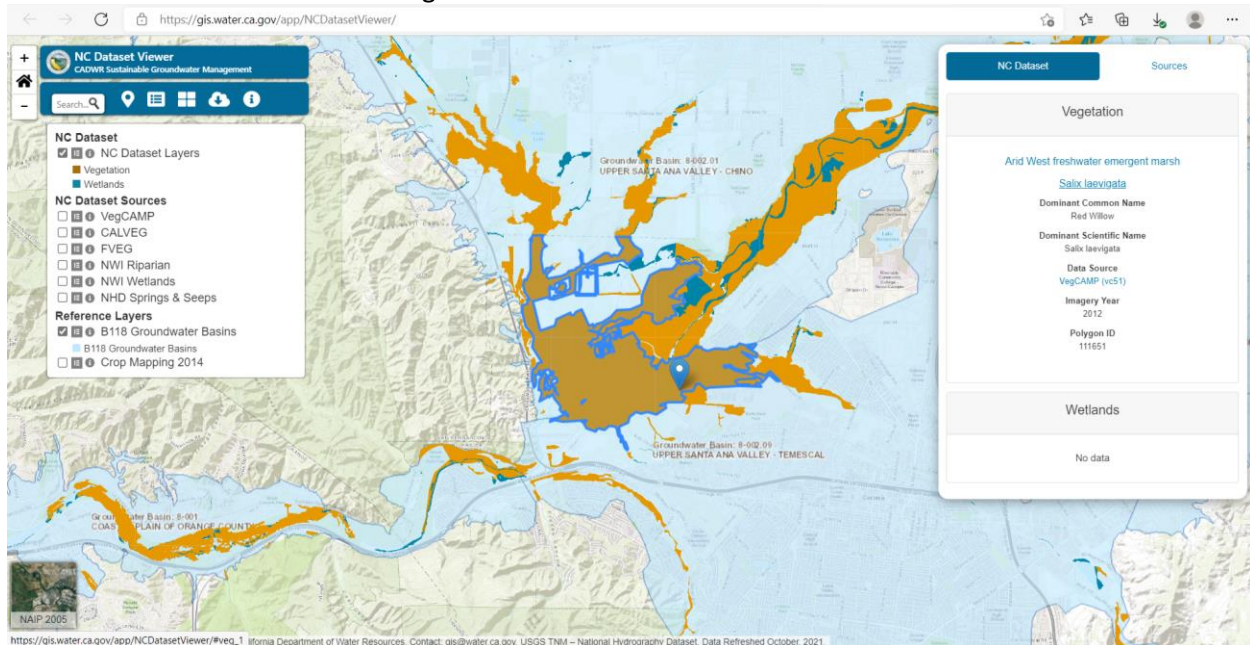 https://gis.water.ca.gov/app/NCDatasetViewer/
NC Dataset Viewer
CADWR Sustainable Groundwater Management
Search...
NC Dataset
NC Dataset Layers
Vegetation
Wetlands
NC Dataset Sources
VegCAMP
CALVEG
FVEG
NWI Riparian
NWI Wetlands
NHD Springs & Seeps
Reference Layers
B118 Groundwater Basins
B118 Groundwater Basins
Crop Mapping 2014
Groundwater Basin: 8-002.01
UPPER SANTA ANA VALLEY - CHINO
Groundwater Basin: 8-002.09
UPPER SANTA ANA VALLEY - TEMESCAL
Groundwater Basin: 8-001
COASTAL PLAIN OF ORANGE COUNTY
NC Dataset
Sources
Vegetation
Arid West freshwater emergent marsh
Salix laevigata
Dominant Common Name
Red Willow
Dominant Scientific Name
Salix laevigata
Data Source
VegCAMP (vc51)
Imagery Year
2012
Polygon ID
111651
Wetlands
No data
NAIP 2005
https://gis.water.ca.gov/app/NCDatasetViewer/#veg_1
ifornia Department of Water Resources. Contact: gis@water.ca.gov, USGS TNM – National Hydrography Dataset. Data Refreshed October, 2021.